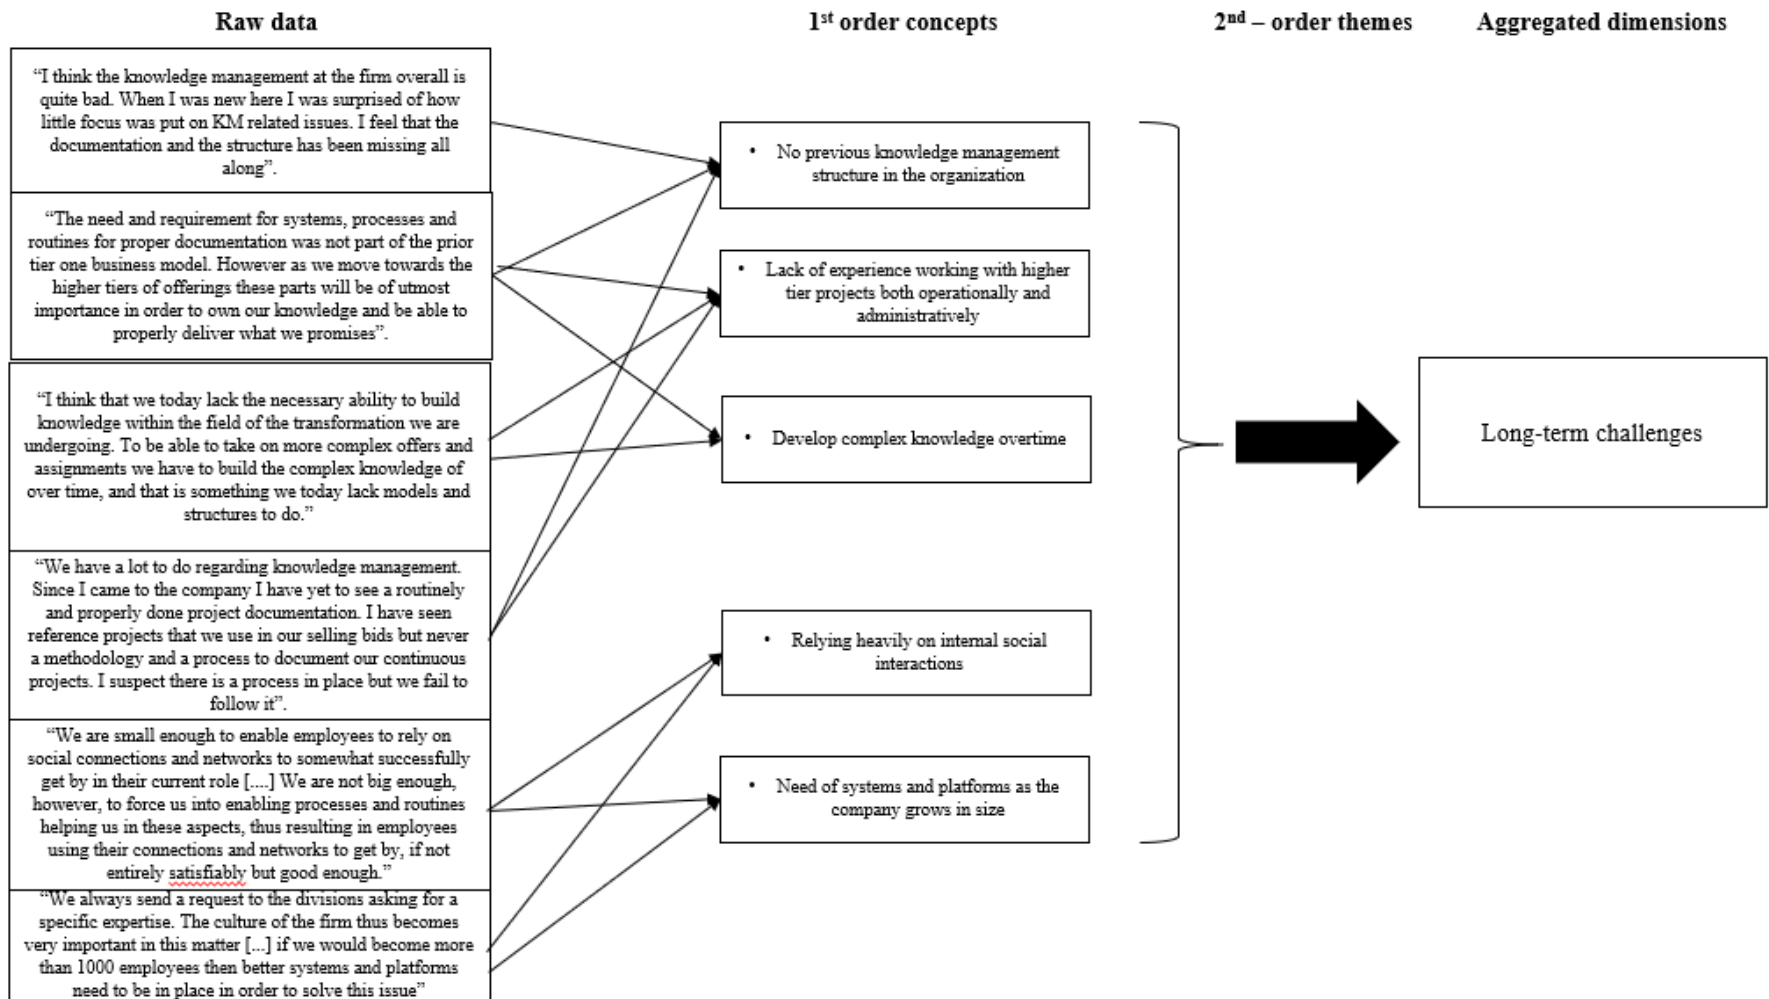 Raw data
1st order concepts
2nd – order themes
Aggregated dimensions
“I think the knowledge management at the firm overall is
quite bad. When I was new here I was surprised of how
little focus was put on KM related issues. I feel that the
documentation and the structure has been missing all
along”.
“The need and requirement for systems, processes and
routines for proper documentation was not part of the prior
tier one business model. However as we move towards the
higher tiers of offerings these parts will be of utmost
importance in order to own our knowledge and be able to
properly deliver what we promises”.
“I think that we today lack the necessary ability to build
knowledge within the field of the transformation we are
undergoing. To be able to take on more complex offers and
assignments we have to build the complex knowledge of
over time, and that is something we today lack models and
structures to do.”
“We have a lot to do regarding knowledge management.
Since I came to the company I have yet to see a routinely
and properly done project documentation. I have seen
reference projects that we use in our selling bids but never
a methodology and a process to document our continuous
projects. I suspect there is a process in place but we fail to
follow it”.
“We are small enough to enable employees to rely on
social connections and networks to somewhat successfully
get by in their current role [....] We are not big enough,
however, to force us into enabling processes and routines
helping us in these aspects, thus resulting in employees
using their connections and networks to get by, if not
entirely satisfiably but good enough.”
“We always send a request to the divisions asking for a
specific expertise. The culture of the firm thus becomes
very important in this matter [...] if we would become more
than 1000 employees then better systems and platforms
need to be in place in order to solve this issue”
• No previous knowledge management
structure in the organization
• Lack of experience working with higher
tier projects both operationally and
administratively
• Develop complex knowledge overtime
• Relying heavily on internal social
interactions
• Need of systems and platforms as the
company grows in size
Long-term challenges